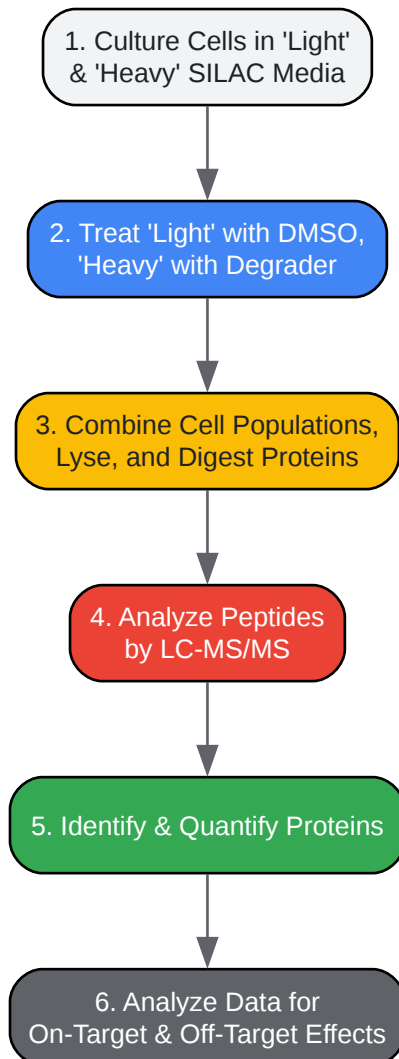 1. Culture Cells in 'Light'
& 'Heavy' SILAC Media
2. Treat 'Light' with DMSO,
'Heavy' with Degrader
3. Combine Cell Populations,
Lyse, and Digest Proteins
4. Analyze Peptides
by LC-MS/MS
5. Identify & Quantify Proteins
6. Analyze Data for
On-Target & Off-Target Effects